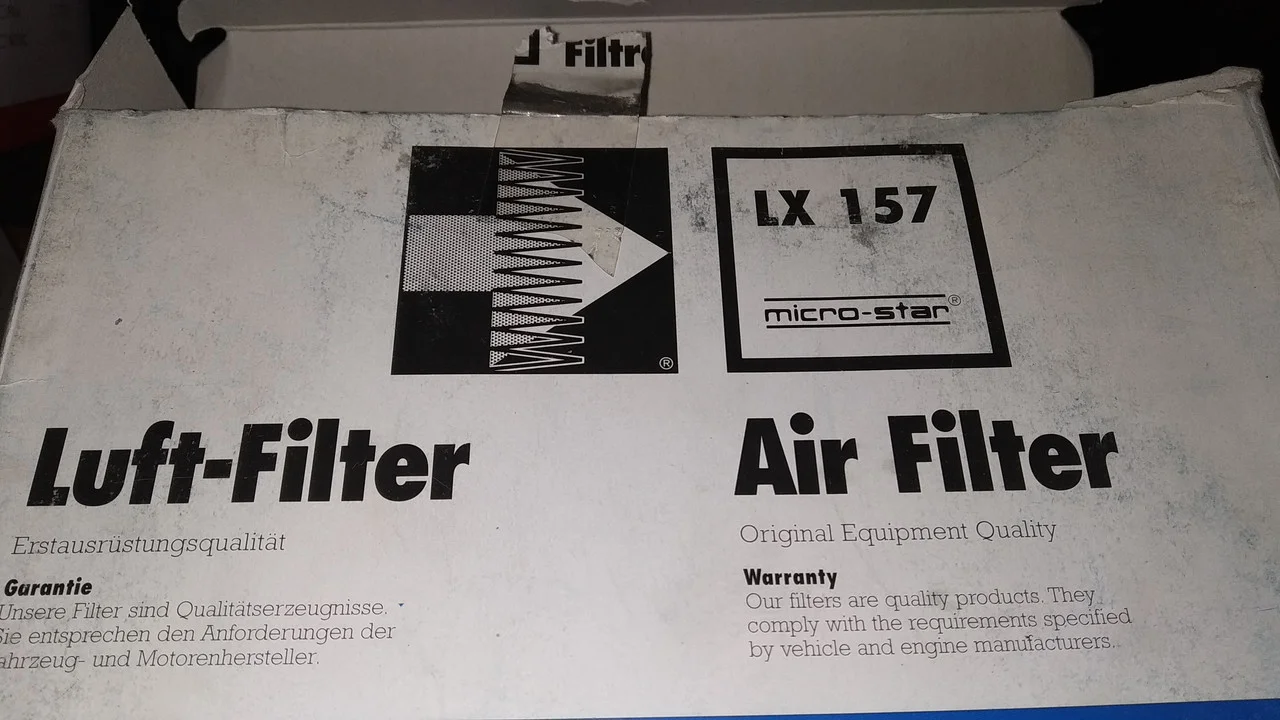 Filtr
LX 157
micro-star®
®
Luft-Filter
Erstausrüstungsqualität
Garantie
Unsere Filter sind Qualitätserzeugnisse.
Sie entsprechen den Anforderungen der
ahrzeug- und Motorenhersteller.
Air Filter
Original Equipment Quality
Warranty
Our filters are quality products. They
comply with the requirements specified
by vehicle and engine manufacturers.